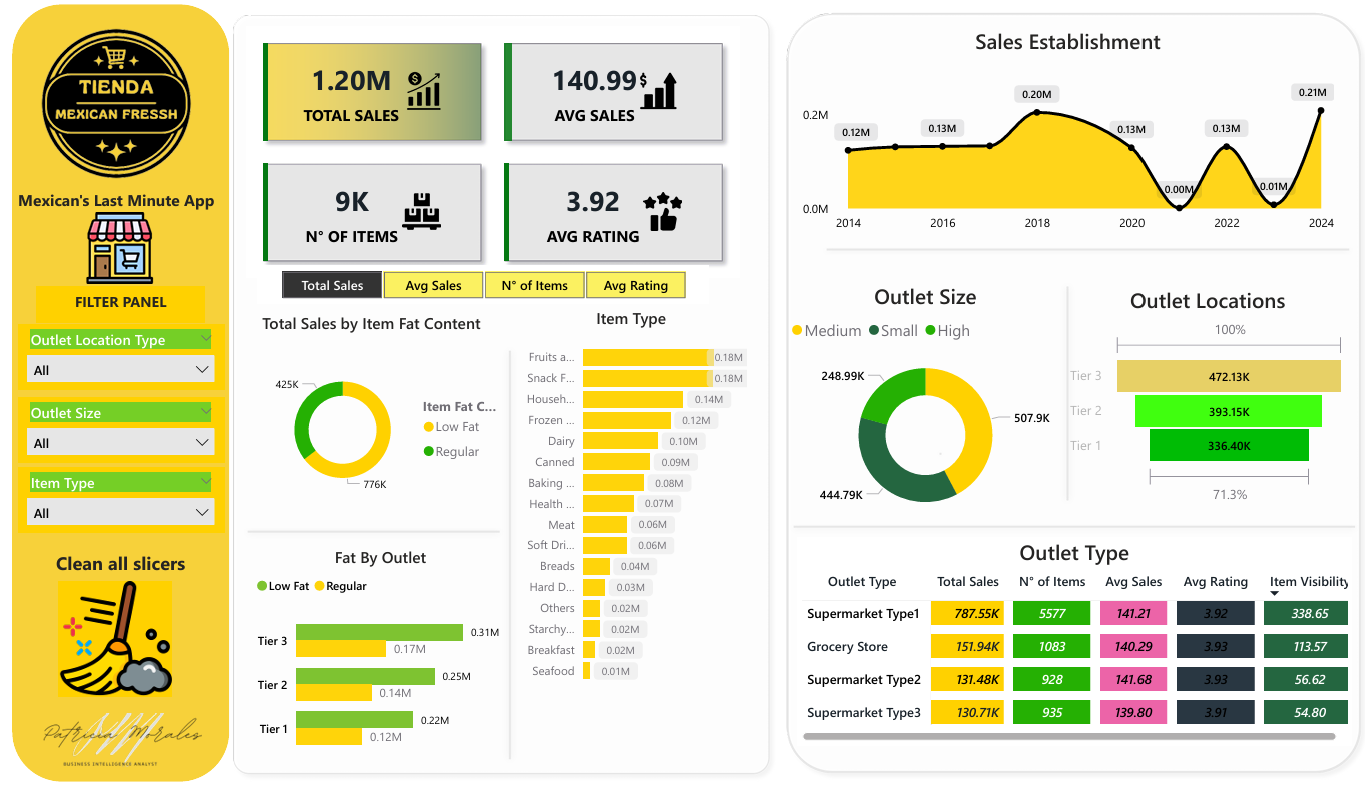 TIENDA
MEXICAN FRESSH
Mexican's Last Minute App
FILTER PANEL
Outlet Location Type
All
Outlet Size
All
Item Type
All
Clean all slicers
Patricia Morales
BUSINESS INTELLIGENCE ANALYST
1.20M
TOTAL SALES
140.99
$
AVG SALES
9K
N° OF ITEMS
3.92
AVG RATING
Total Sales
Avg Sales
N° of Items
Avg Rating
Total Sales by Item Fat Content
425K
776K
Item Fat C...
Low Fat
Regular
Fat By Outlet
Low Fat Regular
Tier 3 0.31M
0.17M
Tier 2 0.25M
0.14M
Tier 1 0.22M
0.12M
Item Type
Fruits a... 0.18M
Snack F... 0.18M
Househ... 0.14M
Frozen ... 0.12M
Dairy 0.10M
Canned 0.09M
Baking ... 0.08M
Health ... 0.07M
Meat 0.06M
Soft Dri... 0.06M
Breads 0.04M
Hard D... 0.03M
Others 0.02M
Starchy... 0.02M
Breakfast 0.02M
Seafood 0.01M
Sales Establishment
0.2M
0.0M
0.12M 0.13M 0.20M 0.13M 0.00M 0.13M 0.01M 0.21M
2014 2016 2018 2020 2022 2024
Outlet Size
Medium Small High
248.99K
507.9K
444.79K
Outlet Locations
100%
Tier 3 472.13K
Tier 2 393.15K
Tier 1 336.40K
71.3%
Outlet Type
Outlet Type Total Sales N° of Items Avg Sales Avg Rating Item Visibility
Supermarket Type1 787.55K 5577 141.21 3.92 338.65
Grocery Store 151.94K 1083 140.29 3.93 113.57
Supermarket Type2 131.48K 928 141.68 3.93 56.62
Supermarket Type3 130.71K 935 139.80 3.91 54.80